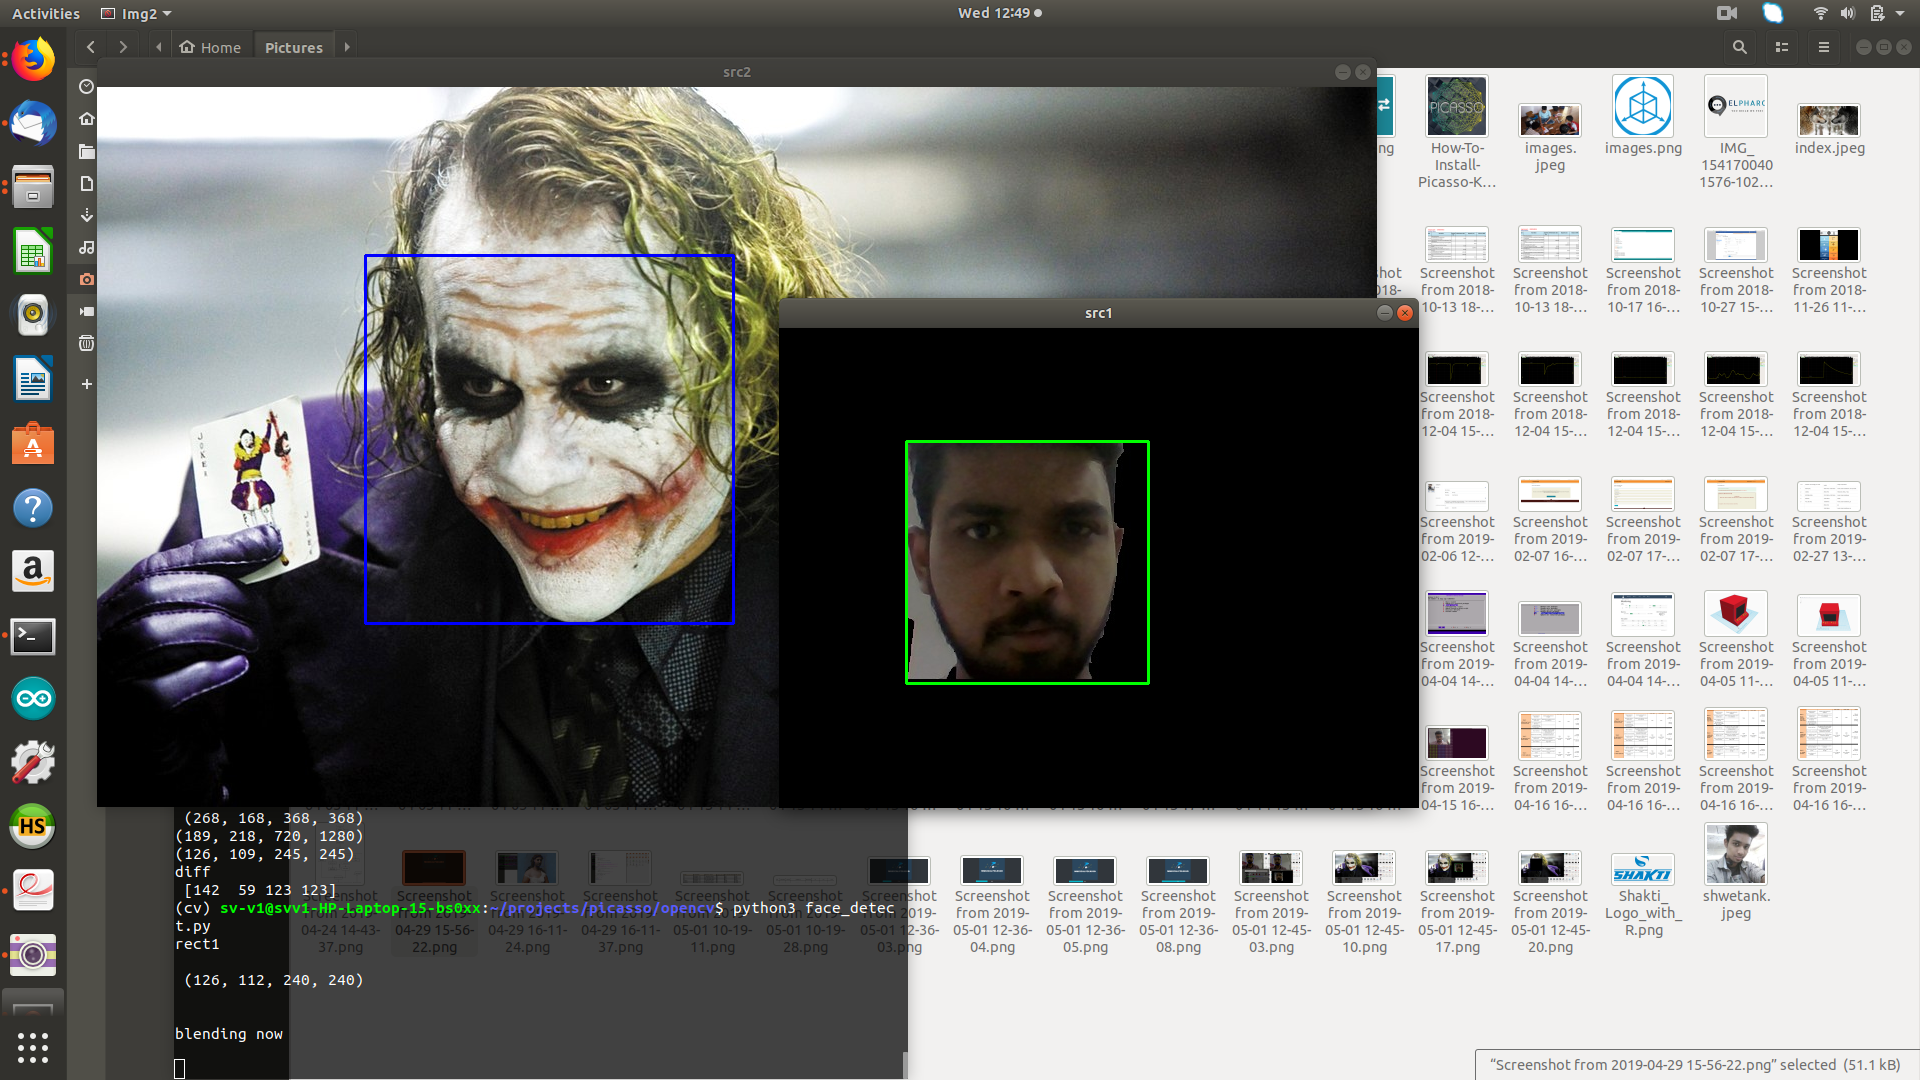 Activities
Img2
Wed 12:49
Home
Pictures
src2
src1
JOKER
ng
How-To-
Install-
Picasso-K…
images.
jpeg
images.png
IMG_
154170040
1576-102…
index.jpeg
PICASSO
ELPHARC
Screenshot
from 2018-
10-13 18-…
Screenshot
from 2018-
10-13 18-…
Screenshot
from 2018-
10-17 16-…
Screenshot
from 2018-
10-27 15-…
Screenshot
from 2018-
11-26 11-…
Screenshot
from 2018-
12-04 15-…
Screenshot
from 2018-
12-04 15-…
Screenshot
from 2018-
12-04 15-…
Screenshot
from 2018-
12-04 15-…
Screenshot
from 2018-
12-04 15-…
Screenshot
from 2019-
02-06 12-…
Screenshot
from 2019-
02-07 16-…
Screenshot
from 2019-
02-07 17-…
Screenshot
from 2019-
02-07 17-…
Screenshot
from 2019-
02-27 13-…
Screenshot
from 2019-
04-04 14-…
Screenshot
from 2019-
04-04 14-…
Screenshot
from 2019-
04-04 14-…
Screenshot
from 2019-
04-05 11-…
Screenshot
from 2019-
04-05 11-…
Screenshot
from 2019-
04-15 16-…
Screenshot
from 2019-
04-16 16-…
Screenshot
from 2019-
04-16 16-…
Screenshot
from 2019-
04-16 16-…
Screenshot
from 2019-
04-16 16-…
(268, 168, 368, 368)
(189, 218, 720, 1280)
(126, 109, 245, 245)
diff
[142  59 123 123]
(cv) sv-v1@svv1-HP-Laptop-15-bs0xx:~/projects/picasso/opencv$ python3 face_detec
t.py
rect1
(126, 112, 240, 240)
blending now
Screenshot
04-24 14-43-
37.png
Screenshot
04-29 15-56-
22.png
Screenshot
04-29 16-11-
24.png
Screenshot
04-29 16-11-
37.png
Screenshot
05-01 10-19-
11.png
Screenshot
05-01 10-19-
28.png
Screenshot
from 2019-
05-01 12-36-
03.png
Screenshot
from 2019-
05-01 12-36-
04.png
Screenshot
from 2019-
05-01 12-36-
05.png
Screenshot
from 2019-
05-01 12-36-
08.png
Screenshot
from 2019-
05-01 12-45-
03.png
Screenshot
from 2019-
05-01 12-45-
10.png
Screenshot
from 2019-
05-01 12-45-
17.png
Screenshot
from 2019-
05-01 12-45-
20.png
SHAKTI
Shakti_
Logo_with_
R.png
shwetank.
jpeg
HS
“Screenshot from 2019-04-29 15-56-22.png” selected (51.1 kB)